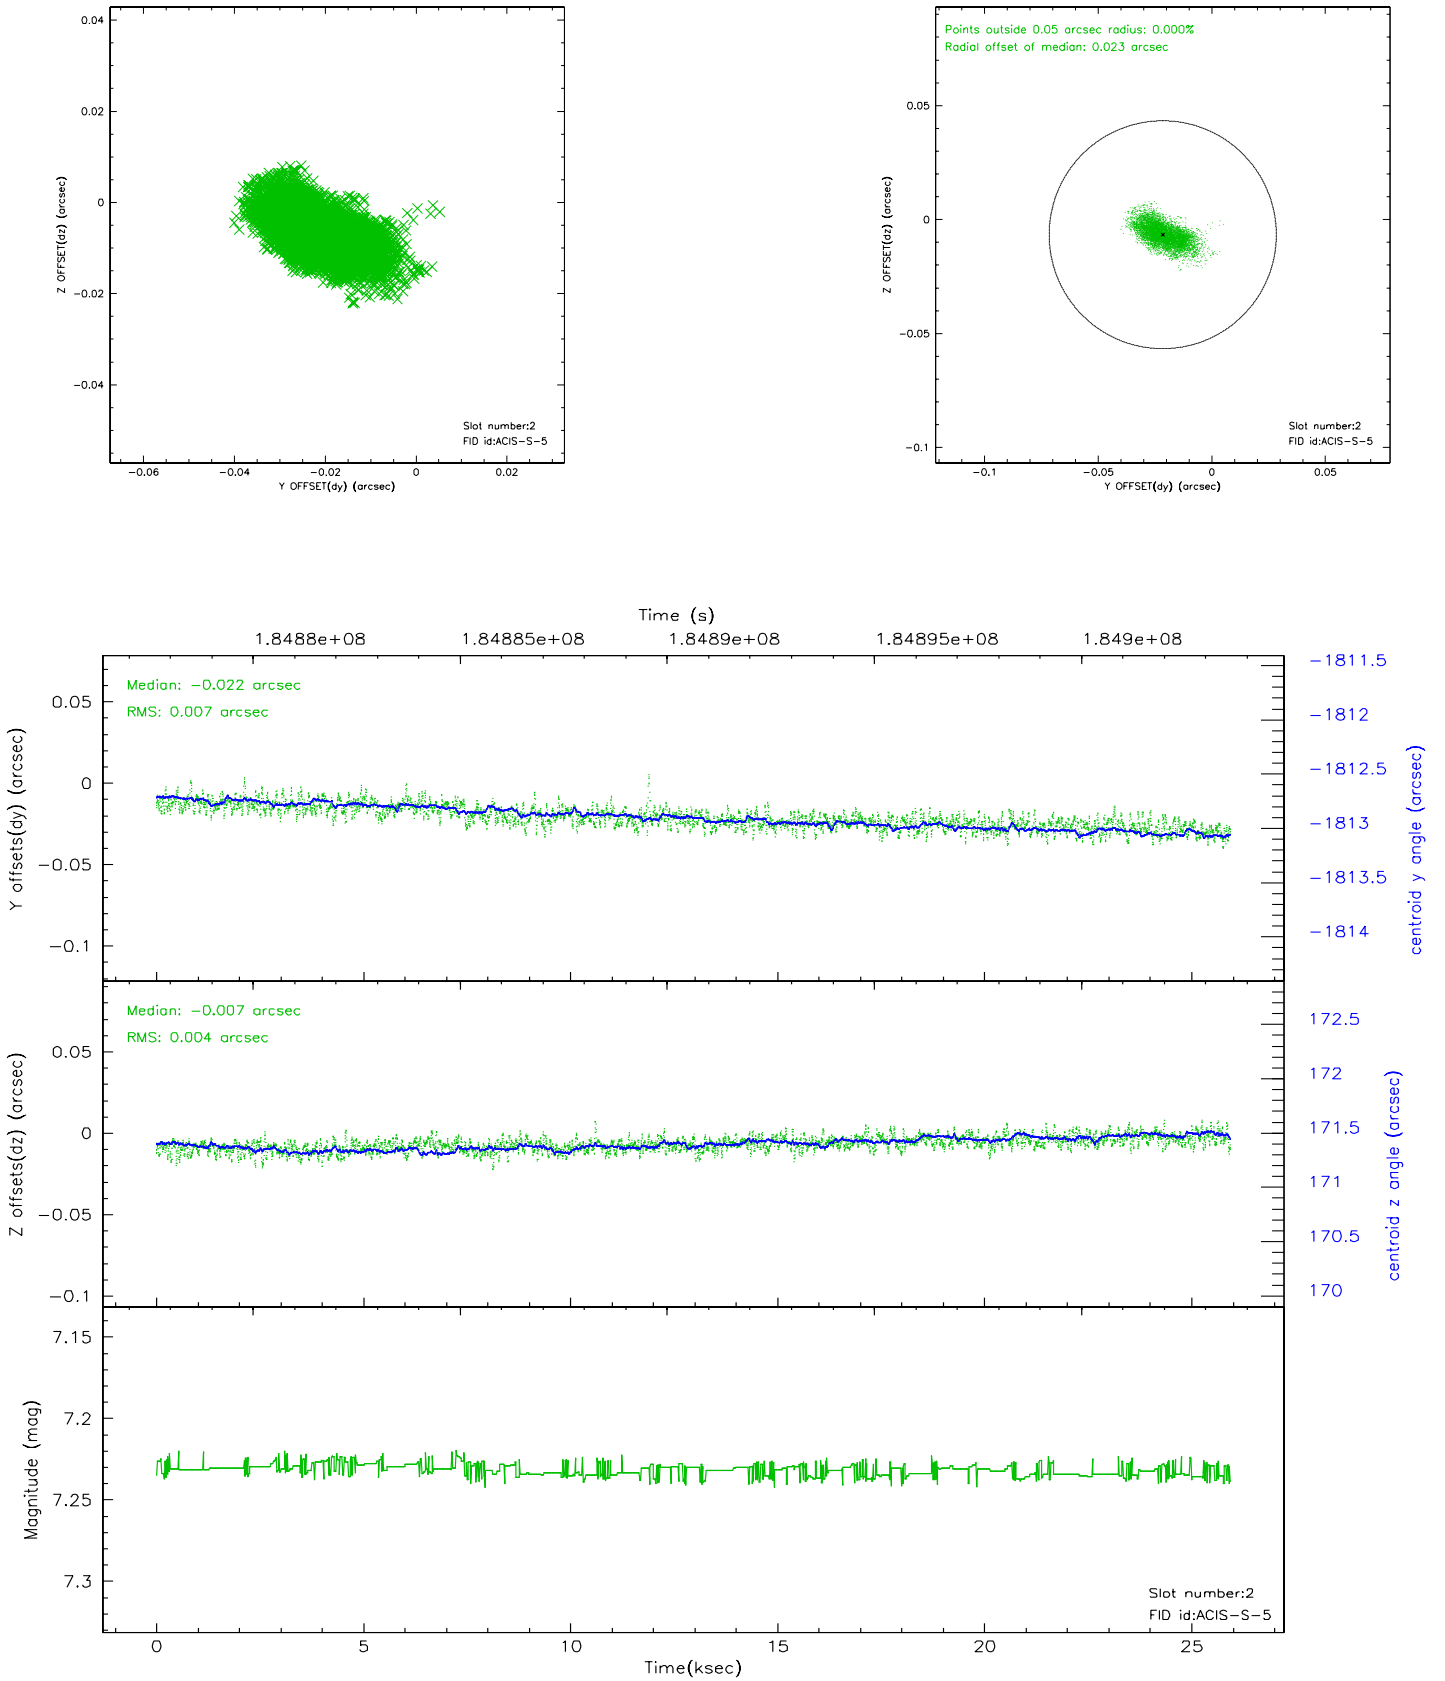 0.04
0.02
0
−0.02
−0.04
Z OFFSET(dz) (arcsec)
Slot number:2
FID id:ACIS−S−5
−0.06
−0.04
−0.02
0
0.02
Y OFFSET(dy) (arcsec)
Points outside 0.05 arcsec radius: 0.000%
Radial offset of median: 0.023 arcsec
0.05
0
−0.05
−0.1
Z OFFSET(dz) (arcsec)
Slot number:2
FID id:ACIS−S−5
−0.1
−0.05
0
0.05
Y OFFSET(dy) (arcsec)
Time (s)
1.8488e+08
1.84885e+08
1.8489e+08
1.84895e+08
1.849e+08
Median: −0.022 arcsec
RMS: 0.007 arcsec
0.05
0
−0.05
−0.1
Y offsets(dy) (arcsec)
−1811.5
−1812
−1812.5
−1813
−1813.5
−1814
centroid y angle (arcsec)
Median: −0.007 arcsec
RMS: 0.004 arcsec
0.05
0
−0.05
−0.1
Z offsets(dz) (arcsec)
172.5
172
171.5
171
170.5
170
centroid z angle (arcsec)
7.15
7.2
7.25
7.3
Magnitude (mag)
Slot number:2
FID id:ACIS−S−5
0
5
10
15
20
25
Time(ksec)